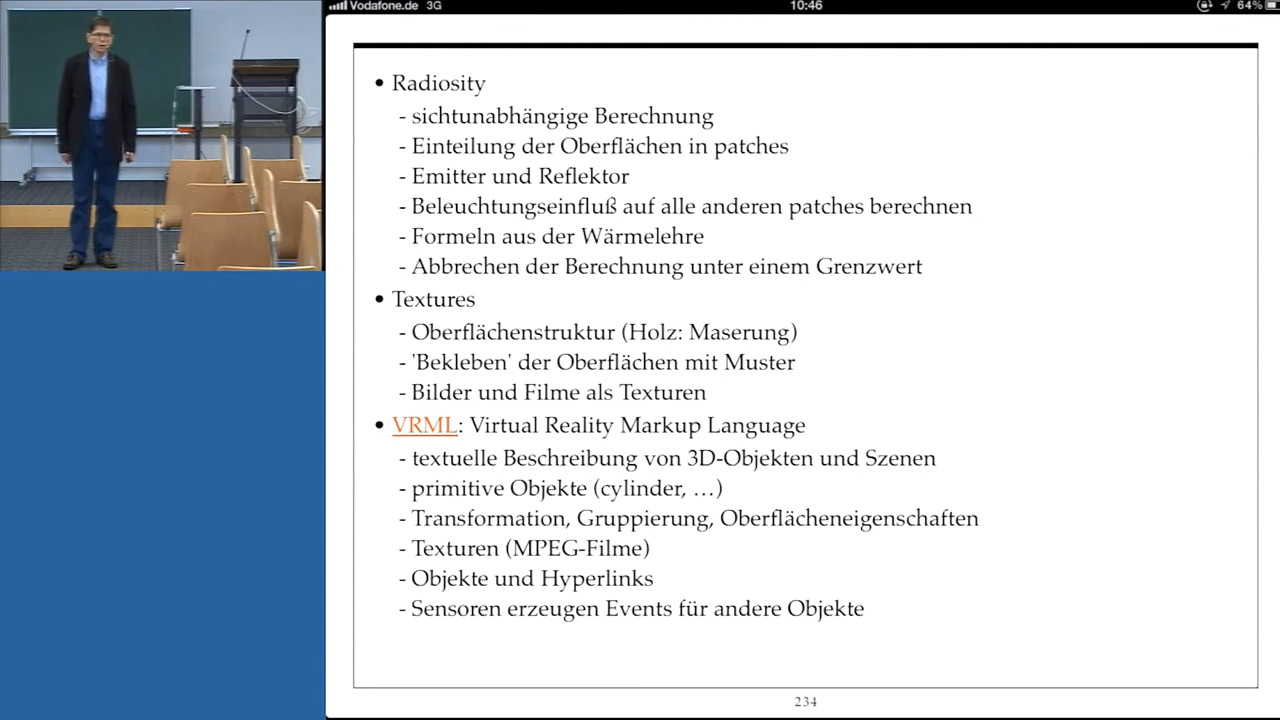 Vodafone.de 3G 10:46 64%
• Radiosity
- sichtunabhängige Berechnung
- Einteilung der Oberflächen in patches
- Emitter und Reflektor
- Beleuchtungseinfluß auf alle anderen patches berechnen
- Formeln aus der Wärmelehre
- Abbrechen der Berechnung unter einem Grenzwert
• Textures
- Oberflächenstruktur (Holz: Maserung)
- 'Bekleben' der Oberflächen mit Muster
- Bilder und Filme als Texturen
• VRML: Virtual Reality Markup Language
- textuelle Beschreibung von 3D-Objekten und Szenen
- primitive Objekte (cylinder, …)
- Transformation, Gruppierung, Oberflächeneigenschaften
- Texturen (MPEG-Filme)
- Objekte und Hyperlinks
- Sensoren erzeugen Events für andere Objekte
234